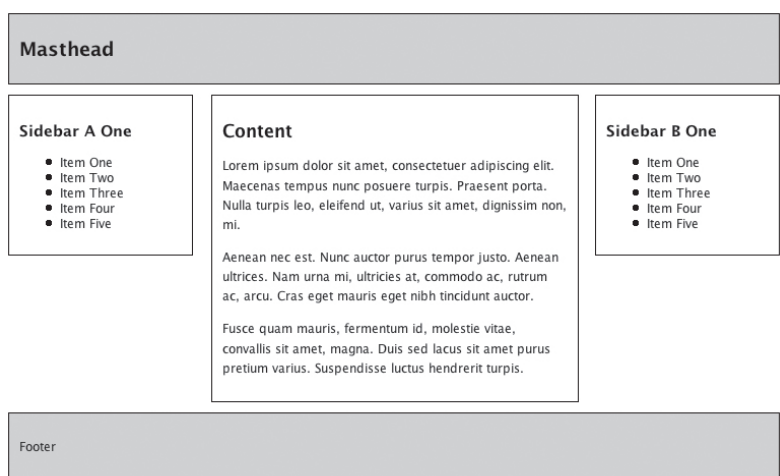 Masthead
Sidebar A One
Item One
Item Two
Item Three
Item Four
Item Five
Content
Lorem ipsum dolor sit amet, consectetuer adipiscing elit.
Maecenas tempus nunc posuere turpis. Praesent porta.
Nulla turpis leo, eleifend ut, varius sit amet, dignissim non,
mi.
Aenean nec est. Nunc auctor purus tempor justo. Aenean
ultrices. Nam urna mi, ultricies at, commodo ac, rutrum
ac, arcu. Cras eget mauris eget nibh tincidunt auctor.
Fusce quam mauris, fermentum id, molestie vitae,
convallis sit amet, magna. Duis sed lacus sit amet purus
pretium varius. Suspendisse luctus hendrerit turpis.
Sidebar B One
Item One
Item Two
Item Three
Item Four
Item Five
Footer